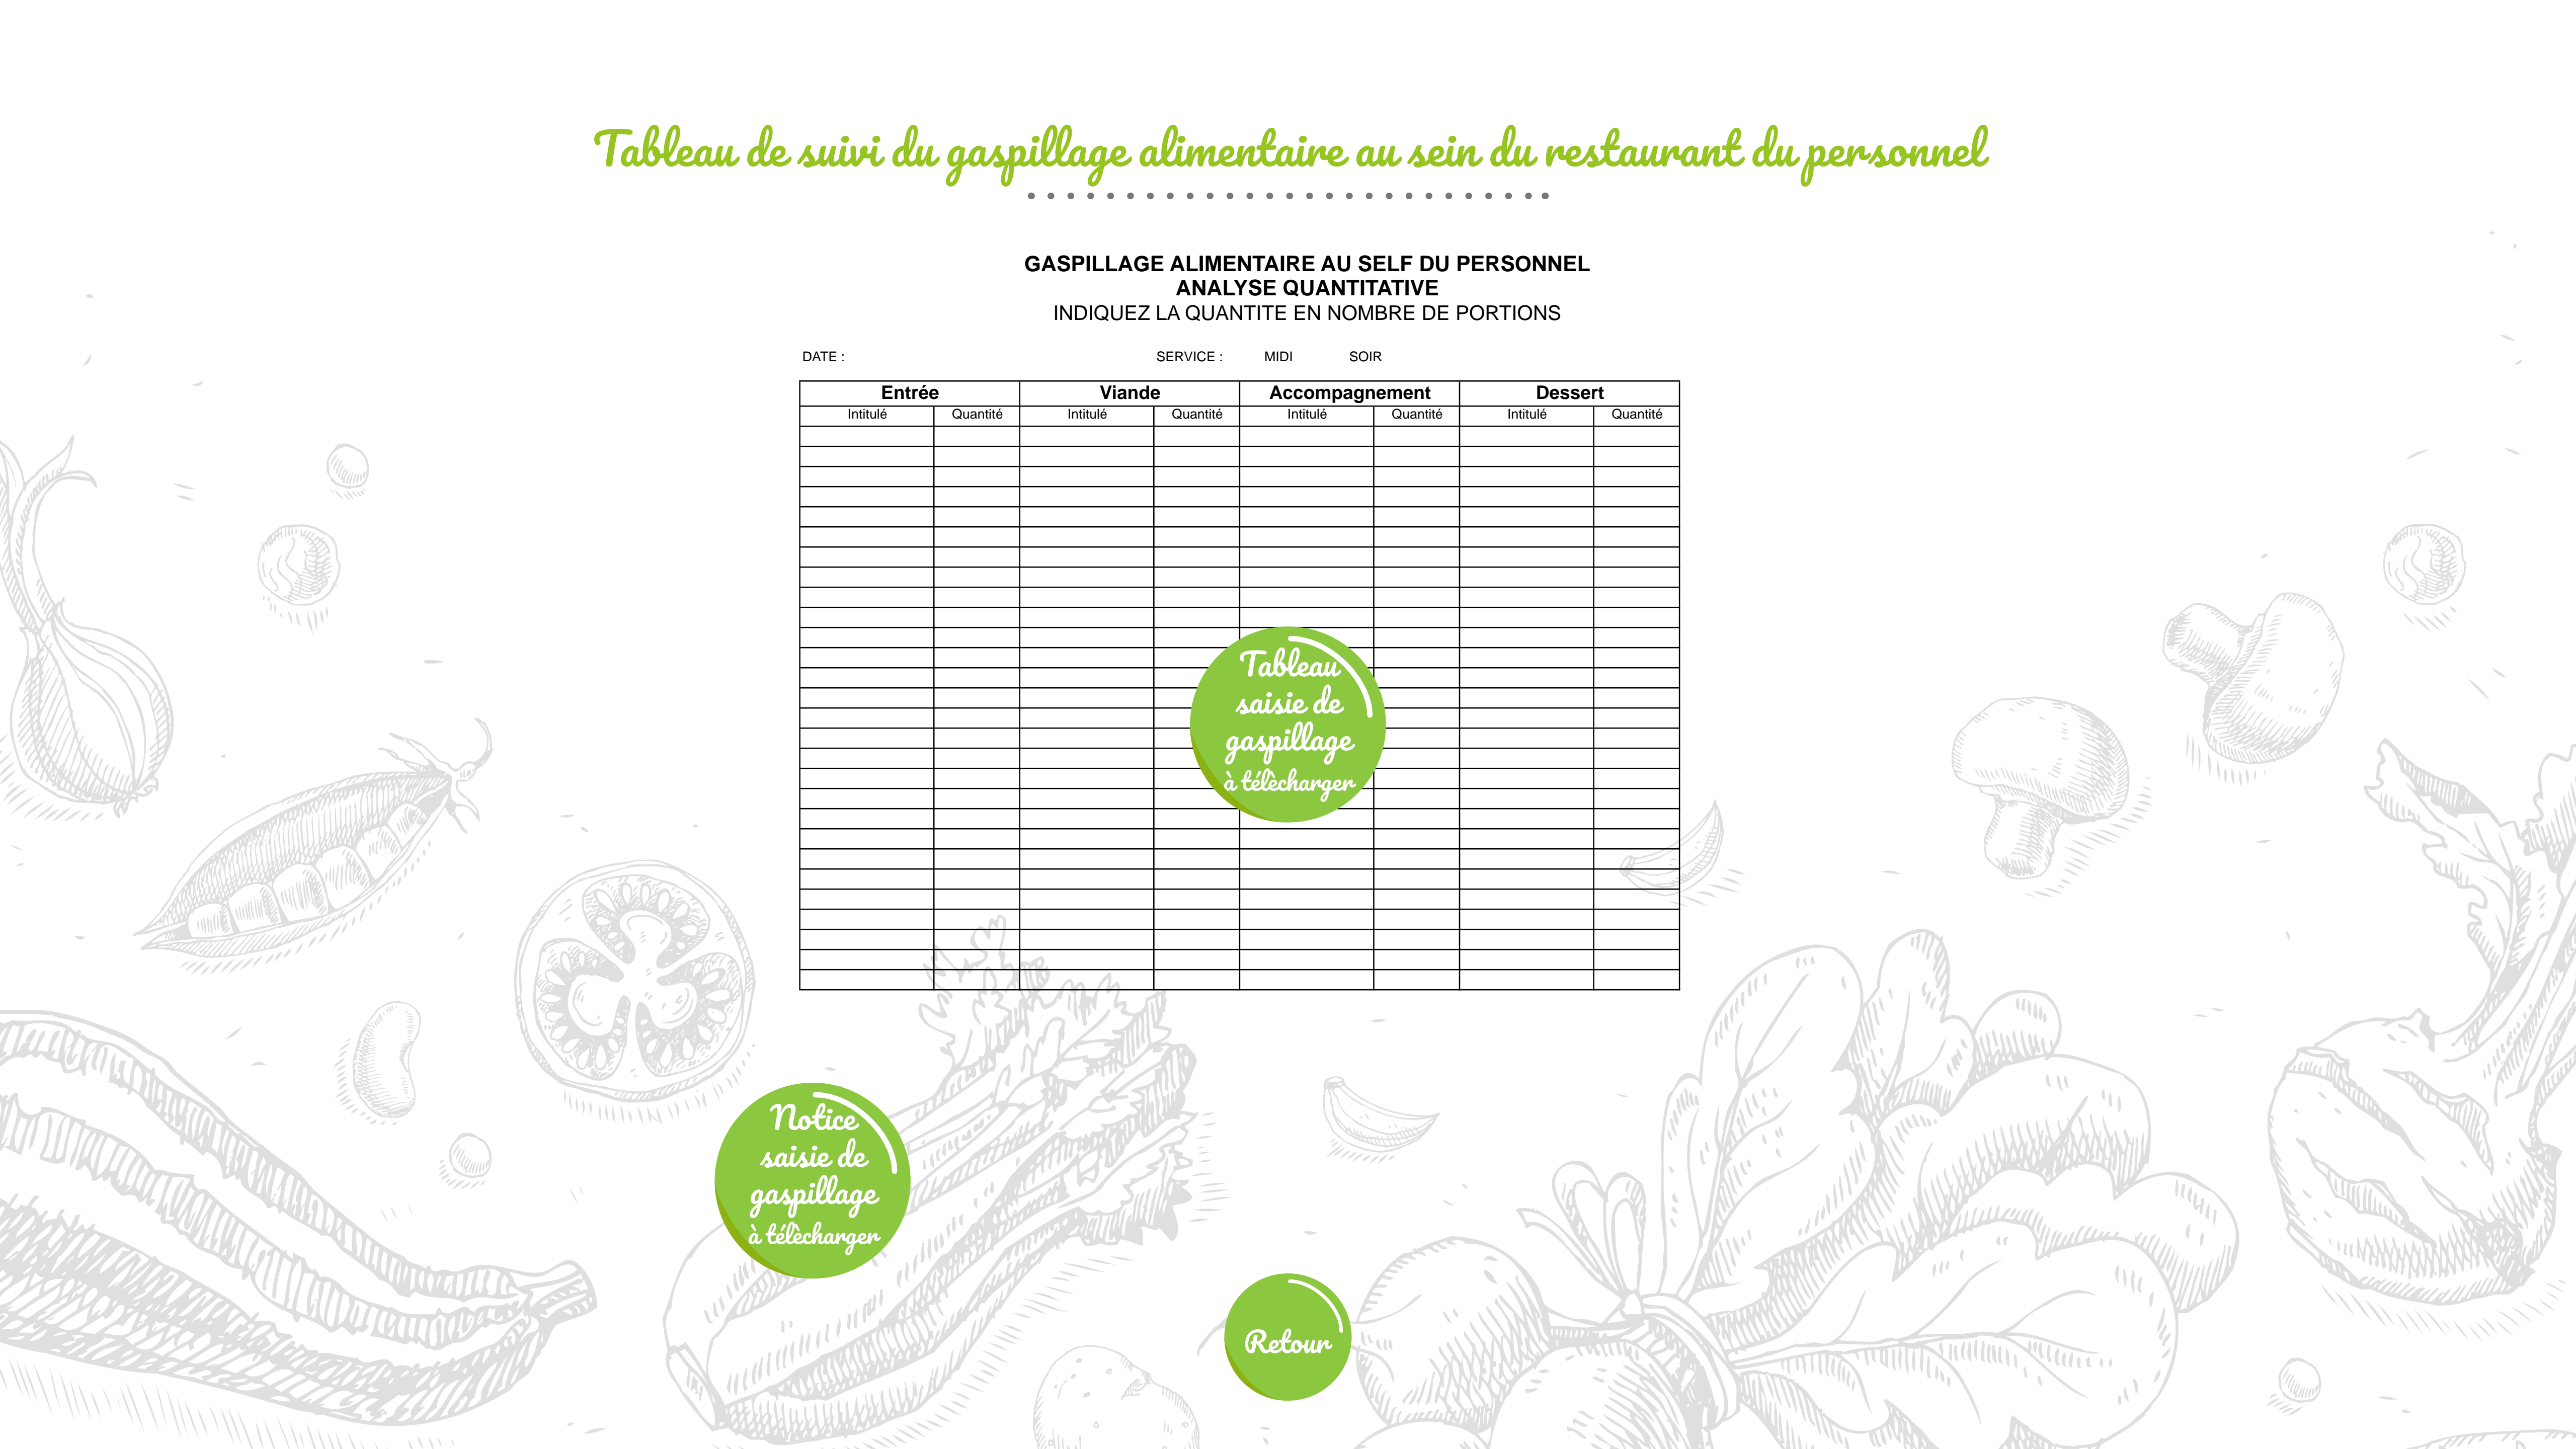 Tableau de suivi du gaspillage alimentaire au sein du restaurant du personnel
GASPILLAGE ALIMENTAIRE AU SELF DU PERSONNEL
ANALYSE QUANTITATIVE
INDIQUEZ LA QUANTITE EN NOMBRE DE PORTIONS
DATE : SERVICE : MIDI SOIR
Entrée Viande Accompagnement Dessert
Intitulé Quantité Intitulé Quantité Intitulé Quantité Intitulé Quantité
Tableau
saisie de
gaspillage
à télècharger
Notice
saisie de
gaspillage
à télècharger
Retour